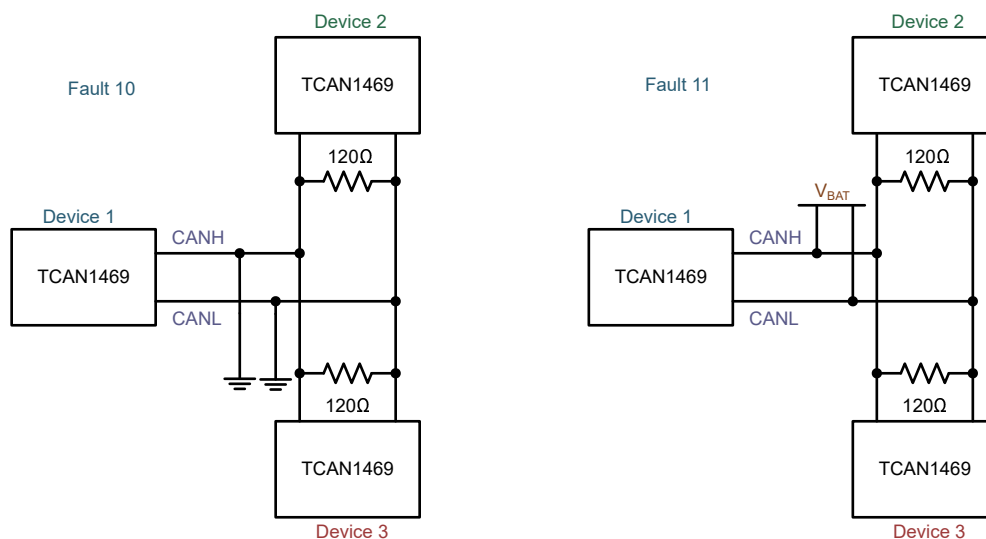 Device 2
TCAN1469
Fault 10
120Ω
Device 1
CANH
TCAN1469
CANL
120Ω
TCAN1469
Device 3
Device 2
TCAN1469
Fault 11
120Ω
VBAT
Device 1
CANH
TCAN1469
CANL
120Ω
TCAN1469
Device 3